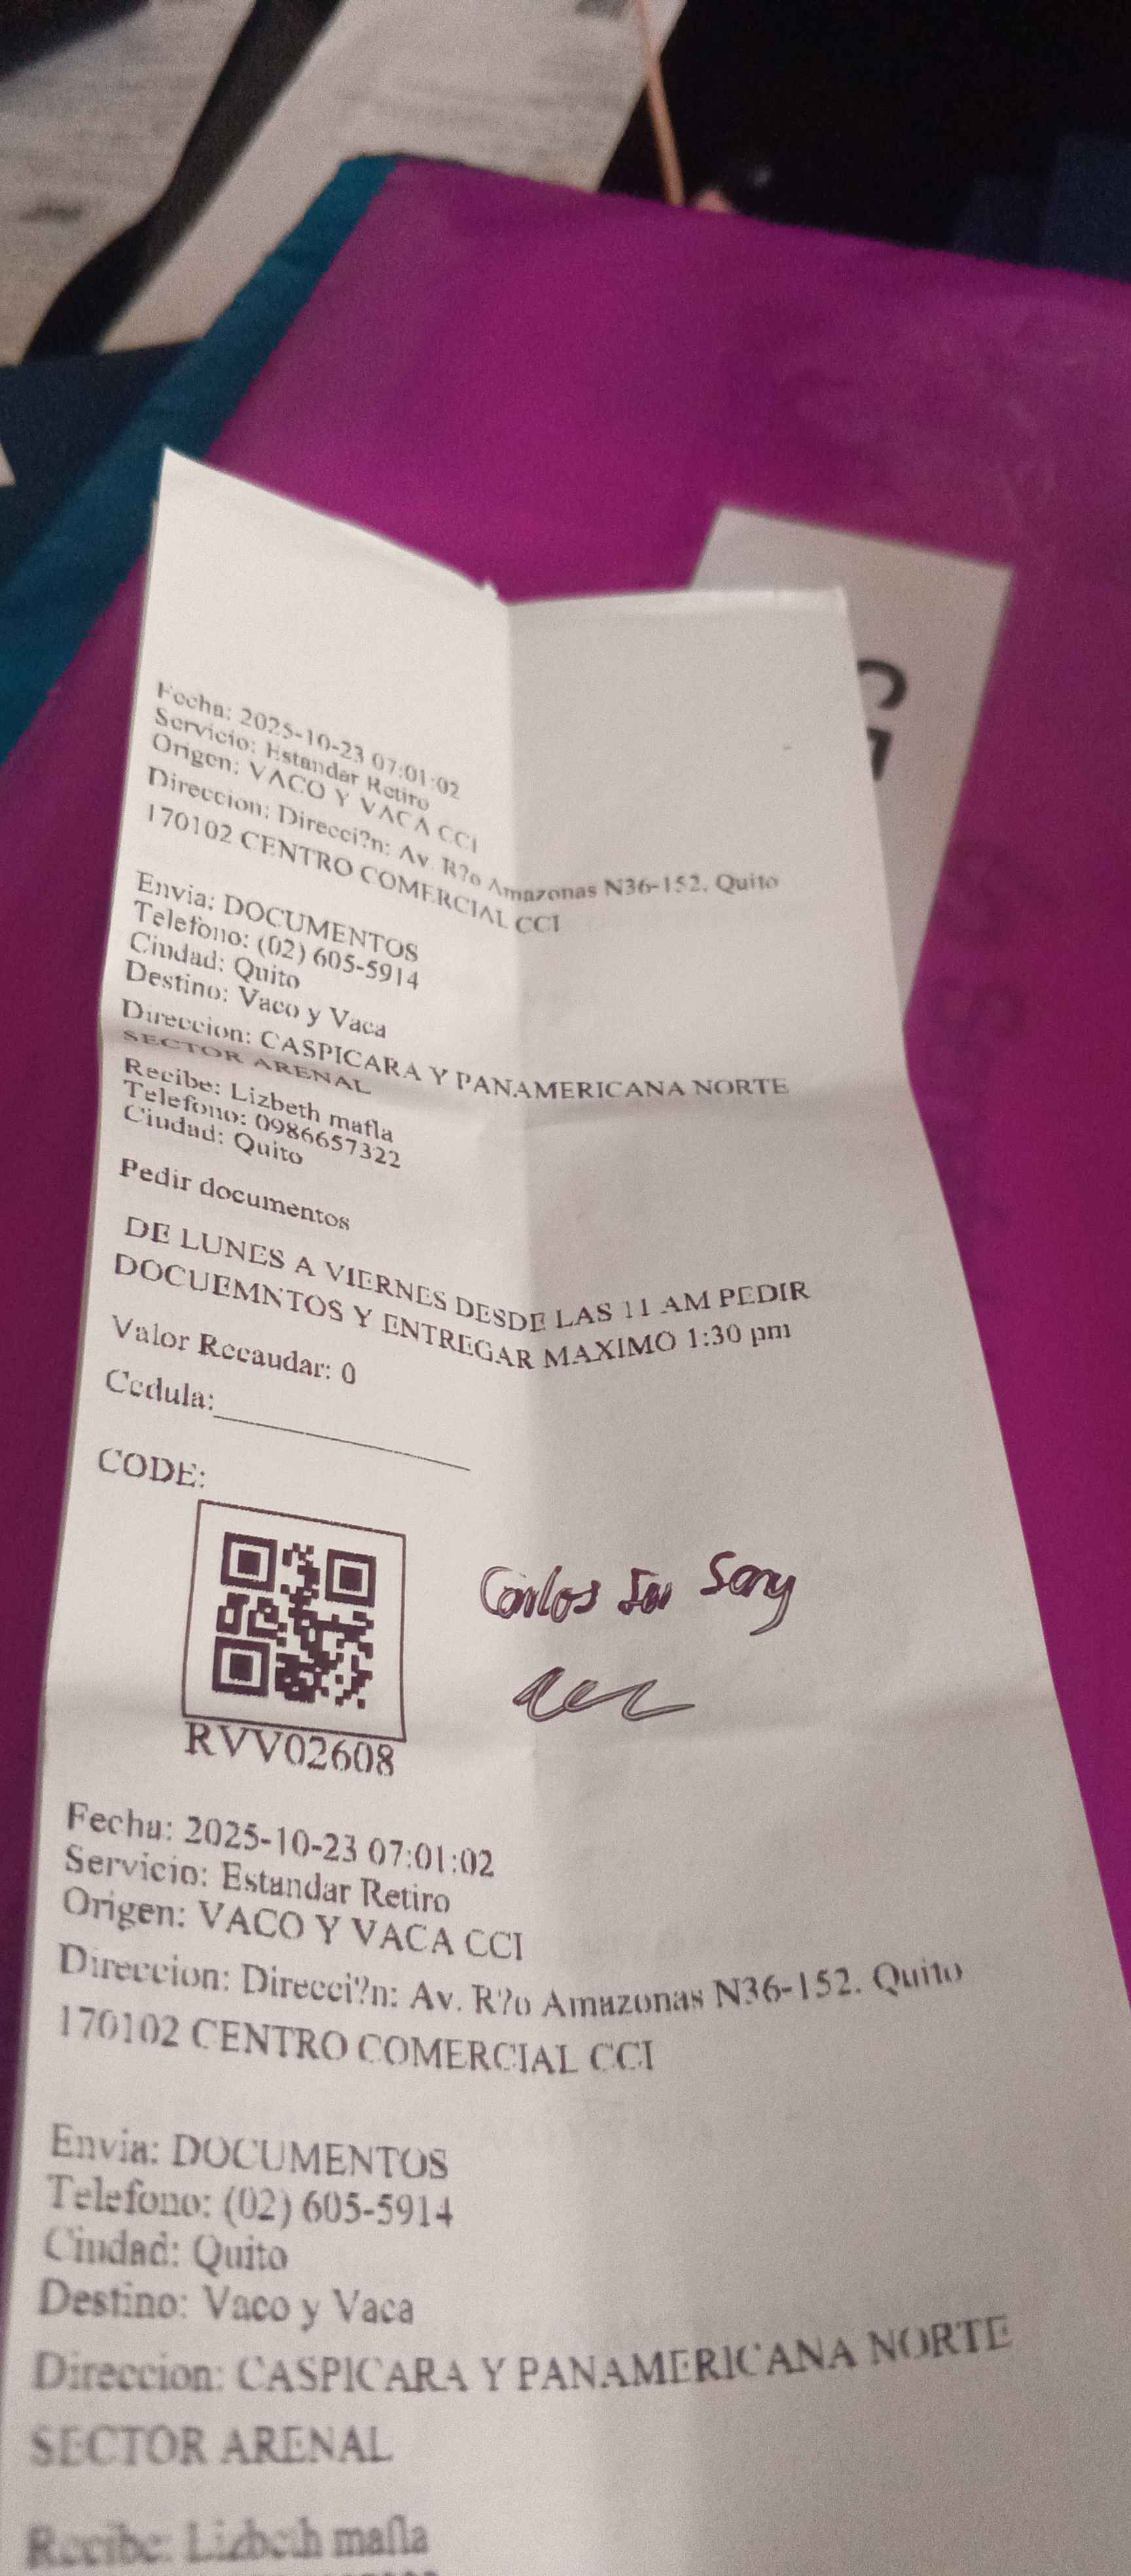 Fecha: 2025-10-23 07:01:02
Servicio: Estandar Retiro
Origen: VACO Y VACA CCI
Direccion: Direcci?n: Av. R?o Amazonas N36-152. Quito
170102 CENTRO COMERCIAL CCI
Envia: DOCUMENTOS
Telefono: (02) 605-5914
Ciudad: Quito
Destino: Vaco y Vaca
Direccion: CASPICARA Y PANAMERICANA NORTE
SECTOR ARENAL
Recibe: Lizbeth mafla
Telefono: 0986657322
Ciudad: Quito
Pedir documentos
DE LUNES A VIERNES DESDE LAS 11 AM PEDIR
DOCUEMNTOS Y ENTREGAR MAXIMO 1:30 pm
Valor Recaudar: 0
Cedula:
CODE:
Carlos
RVV02608
Fecha: 2025-10-23 07:01:02
Servicio: Estandar Retiro
Origen: VACO Y VACA CCI
Direccion: Direcci?n: Av. R?o Amazonas N36-152. Quito
170102 CENTRO COMERCIAL CCI
Envia: DOCUMENTOS
Telefono: (02) 605-5914
Ciudad: Quito
Destino: Vaco y Vaca
Direccion: CASPICARA Y PANAMERICANA NORTE
SECTOR ARENAL
Recibe: Lizbeth mafla